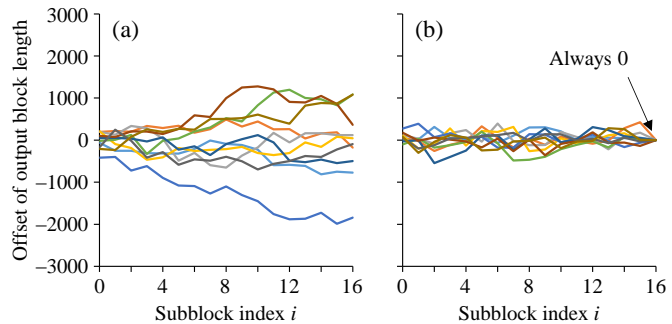 (a)
(b)
Always 0
Offset of output block length
3000
2000
1000
0
−1000
−2000
−3000
0 4 8 12 16
0 4 8 12 16
Subblock index i
Subblock index i